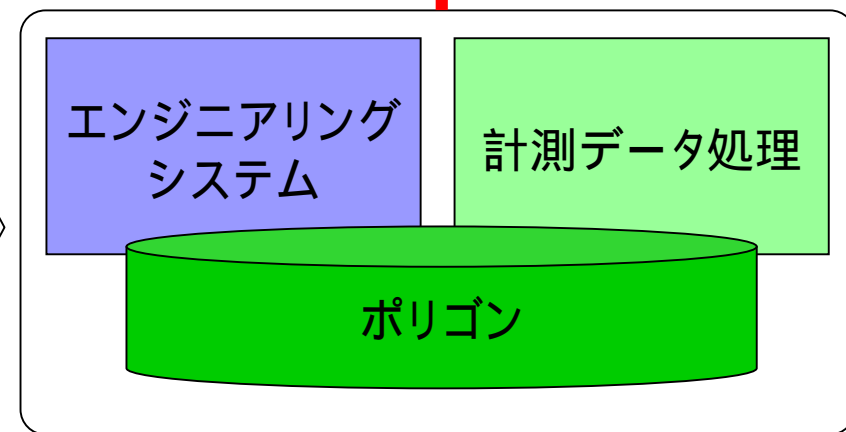 エンジニアリング
システム
計測データ処理
ポリゴン